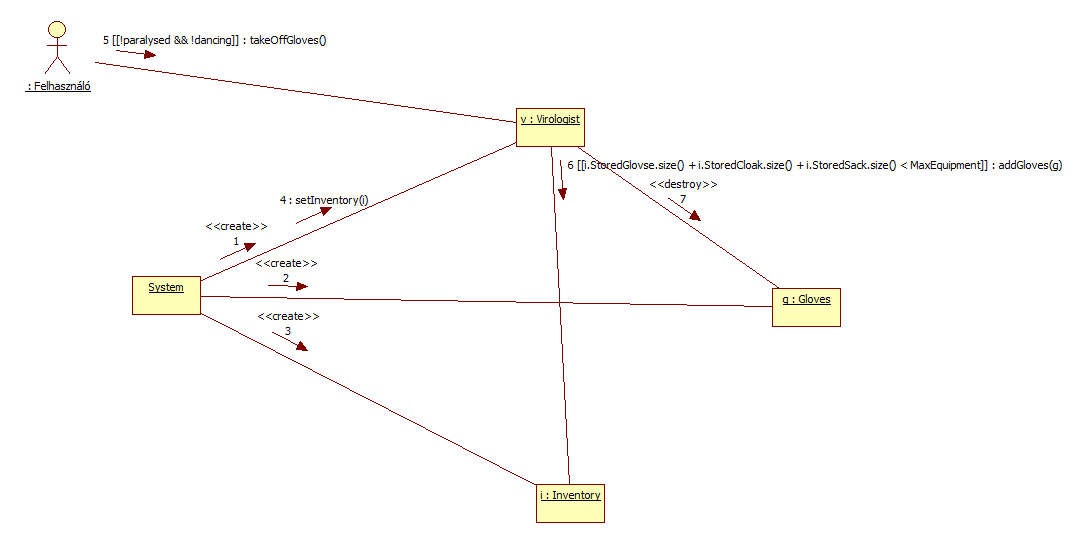 5 [[!paralysed && !dancing]] : takeOffGloves()
: Felhasználó
v : Virologist
6 [[i.StoredGlovse.size() + i.StoredCloak.size() + i.StoredSack.size() < MaxEquipment]] : addGloves(g)
<<destroy>>
7
4 : setInventory(i)
<<create>>
1
<<create>>
2
System
g : Gloves
<<create>>
3
i : Inventory